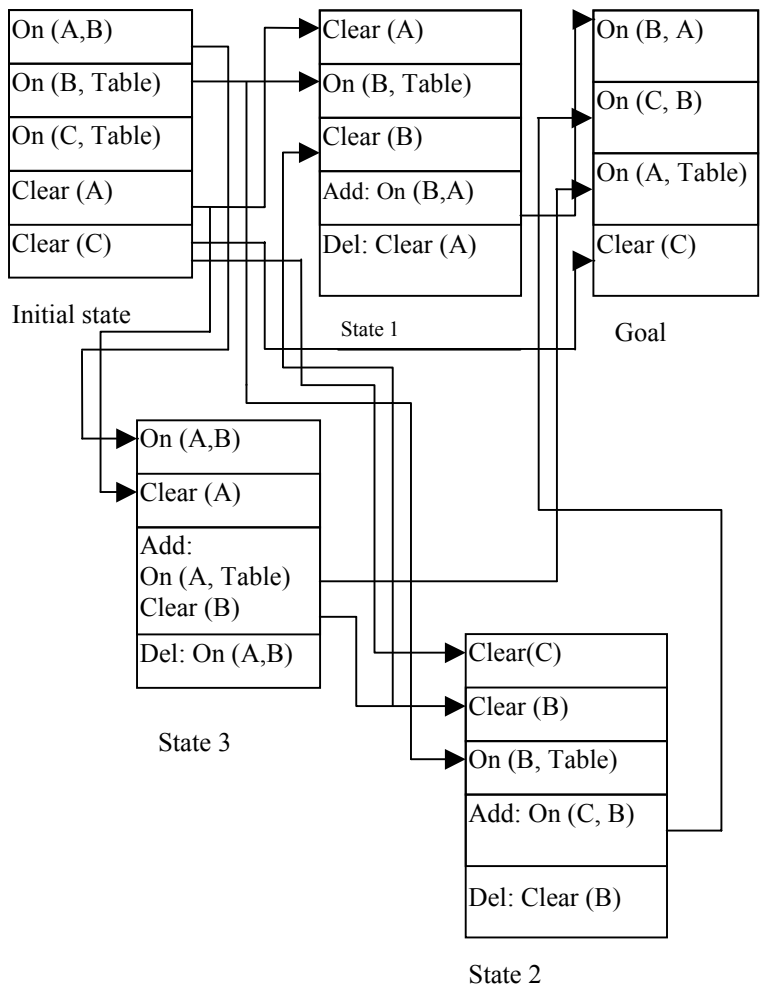 On (A,B)
On (B, Table)
On (C, Table)
Clear (A)
Clear (C)
Initial state
Clear (A)
On (B, Table)
Clear (B)
Add: On (B,A)
Del: Clear (A)
State 1
On (B, A)
On (C, B)
On (A, Table)
Clear (C)
Goal
On (A,B)
Clear (A)
Add:
On (A, Table)
Clear (B)
Del: On (A,B)
State 3
Clear(C)
Clear (B)
On (B, Table)
Add: On (C, B)
Del: Clear (B)
State 2